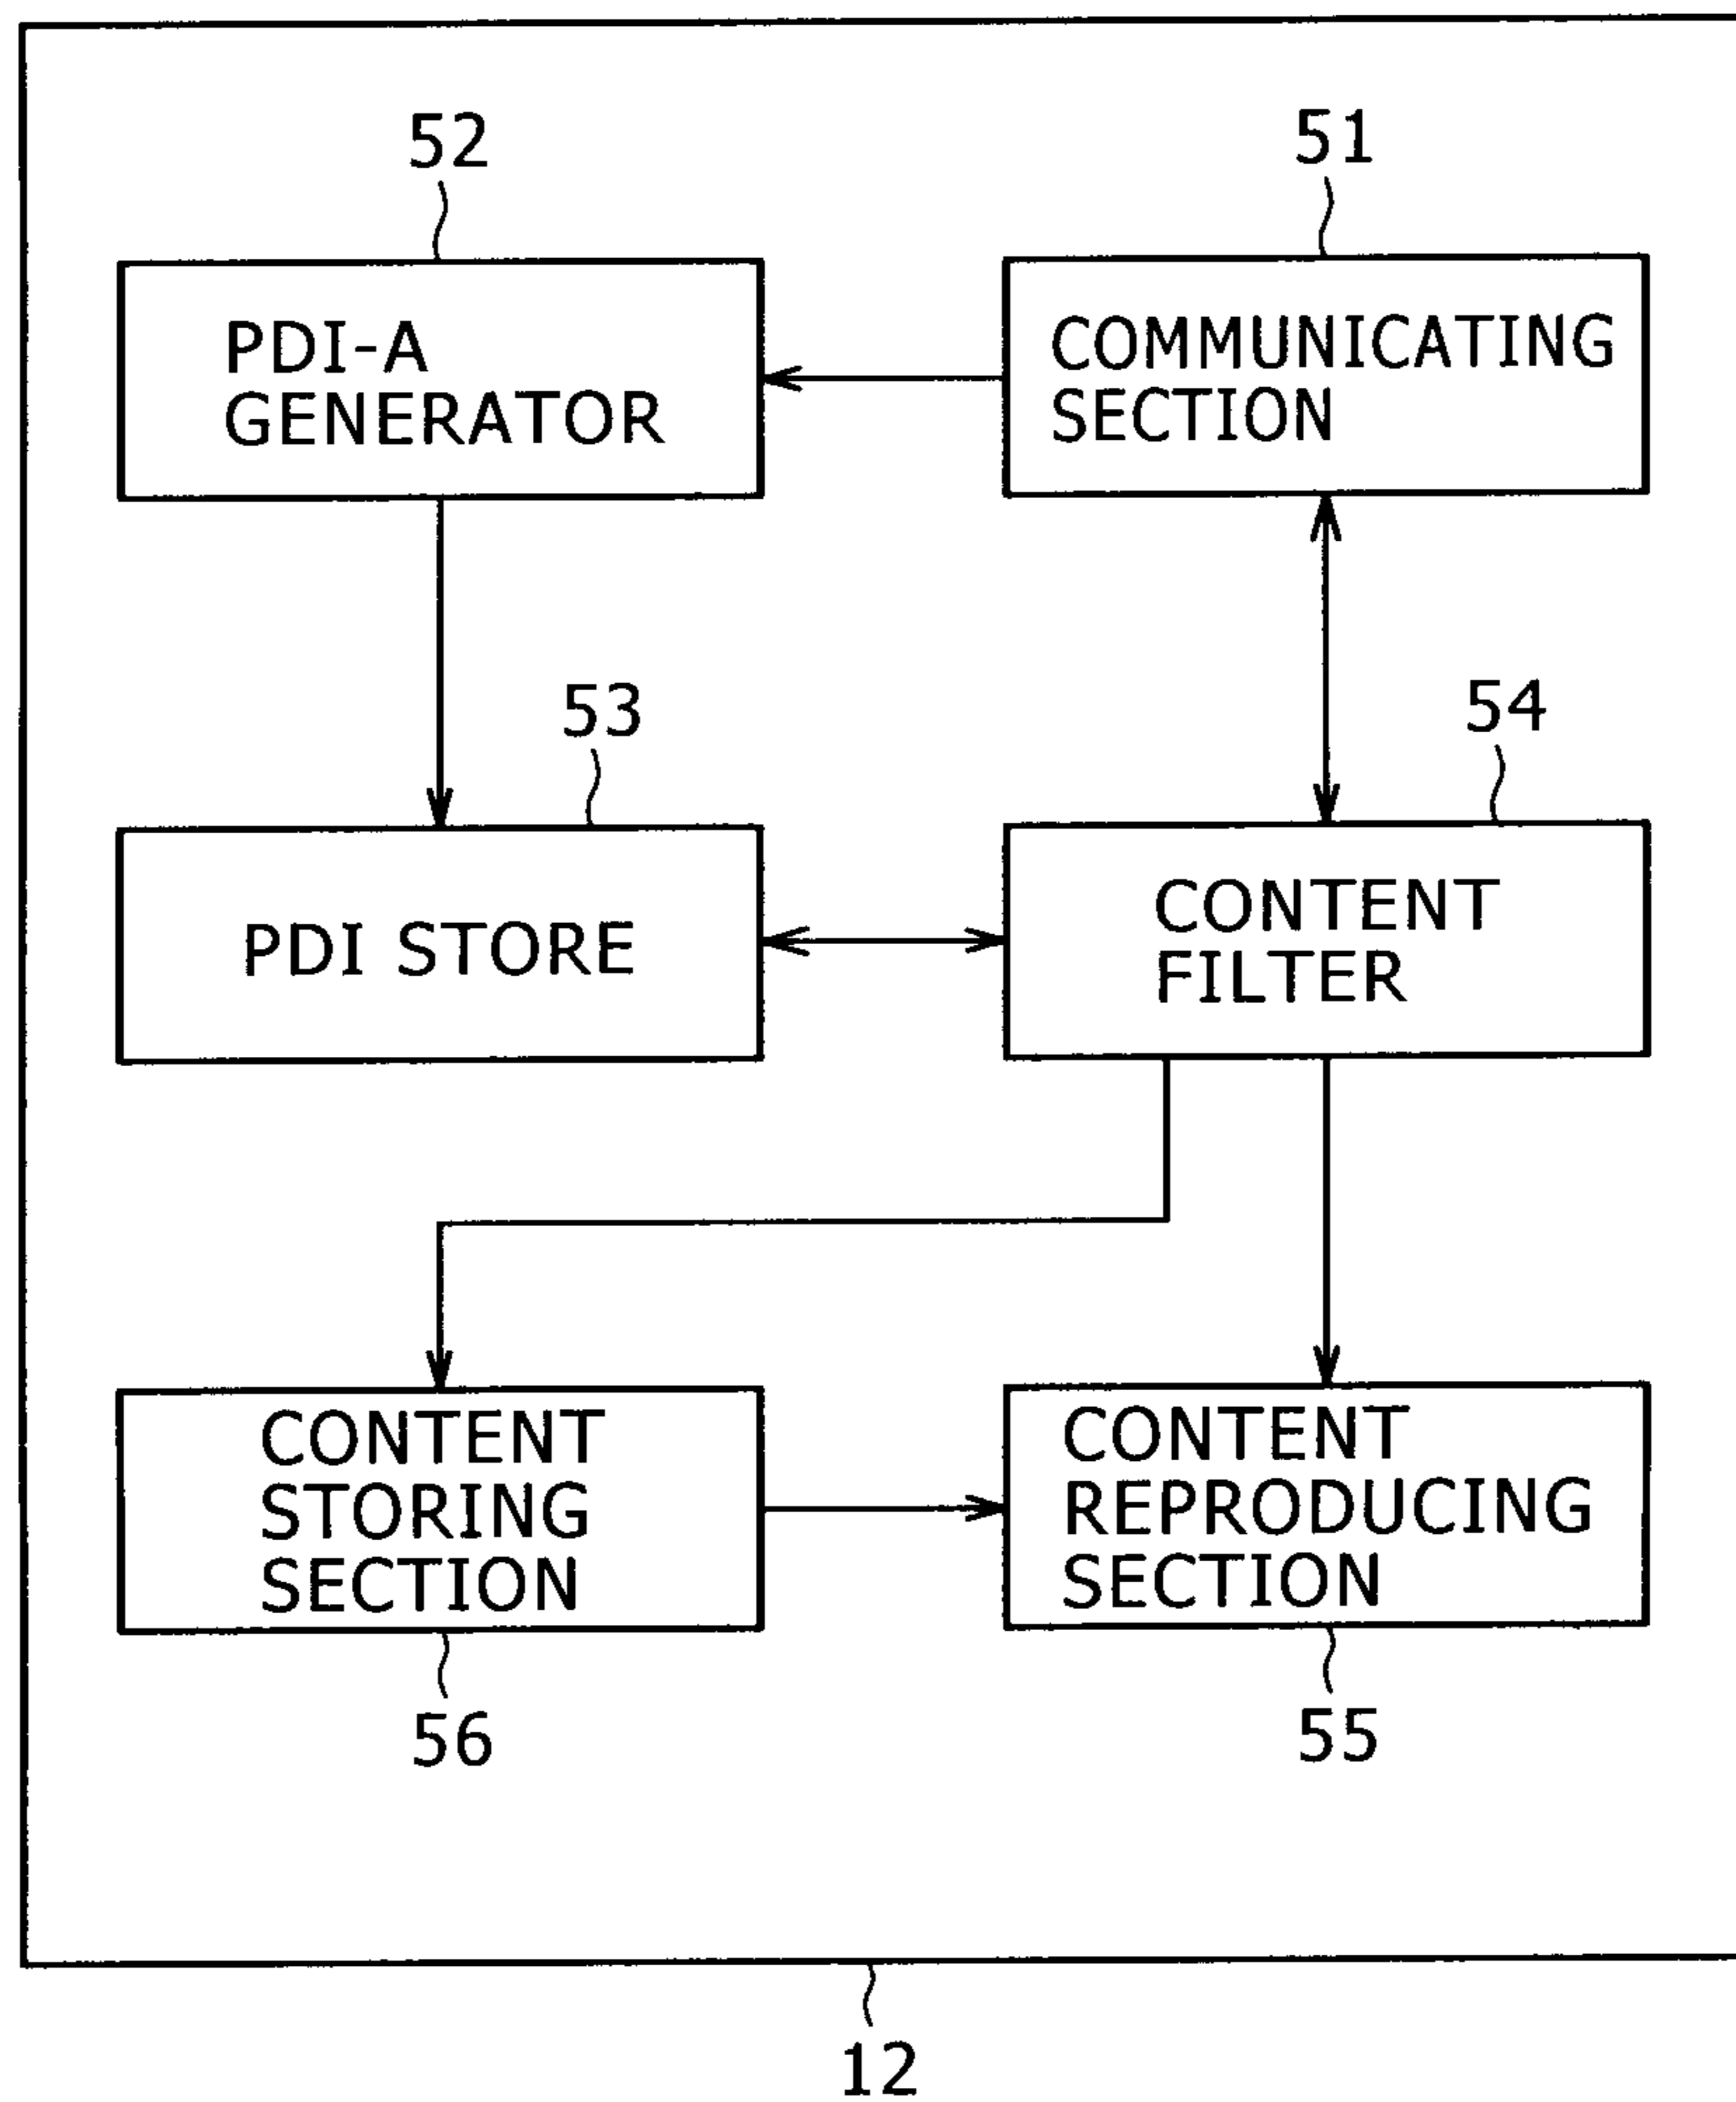 52
51
PDI-A
GENERATOR
COMMUNICATING
SECTION
53
54
PDI STORE
CONTENT
FILTER
CONTENT
STORING
SECTION
CONTENT
REPRODUCING
SECTION
56
55
12